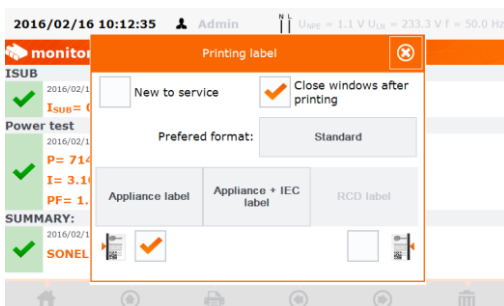 2016/02/16 10:12:35 Admin N L U_NPE = 1.1 V U_LN = 233.3 V f = 50.0 Hz
monitor
Printing label
ISUB
2016/02/1
I_SUB=
New to service
Close windows after
printing
Power test
2016/02/1
Prefered format: Standard
P= 714
I= 3.1
PF= 1.
Appliance label
Appliance + IEC
label
RCD label
SUMMARY:
2016/02/1
SONEL